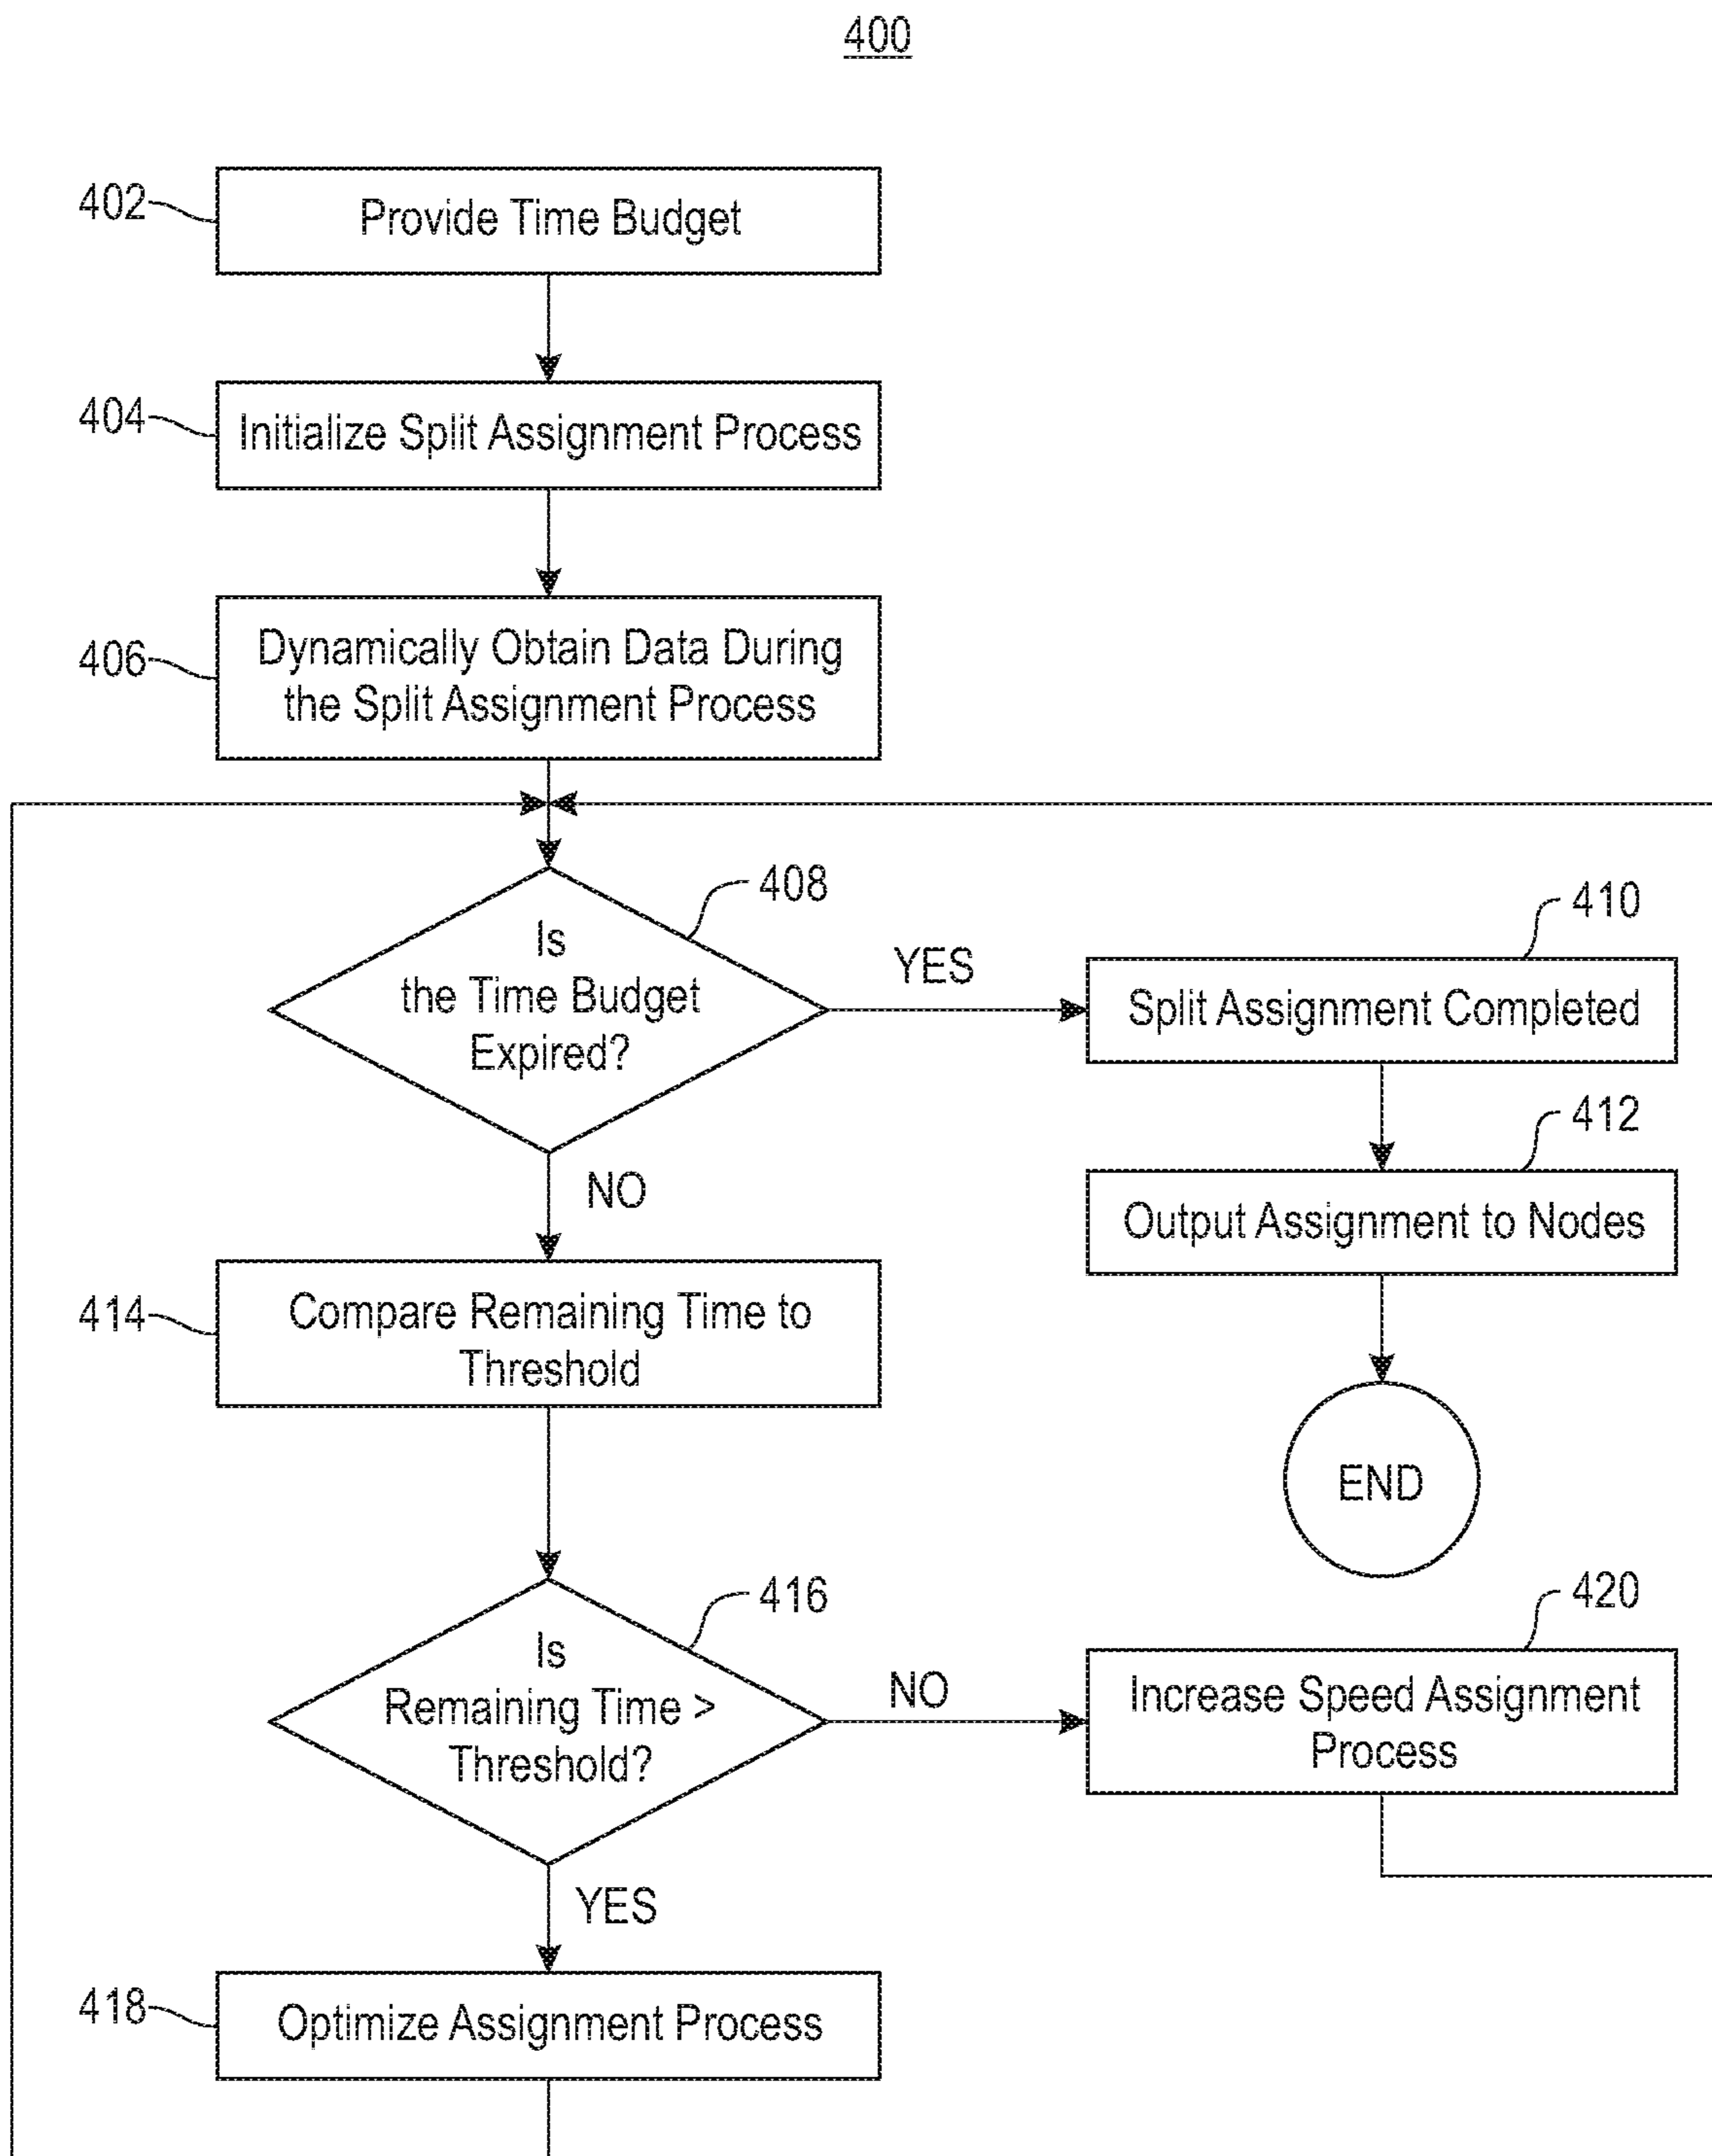 400
402
Provide Time Budget
404
Initialize Split Assignment Process
406
Dynamically Obtain Data During
the Split Assignment Process
408
Is
the Time Budget
Expired?
YES
410
Split Assignment Completed
412
Output Assignment to Nodes
END
NO
414
Compare Remaining Time to
Threshold
416
Is
Remaining Time >
Threshold?
NO
420
Increase Speed Assignment
Process
YES
418
Optimize Assignment Process